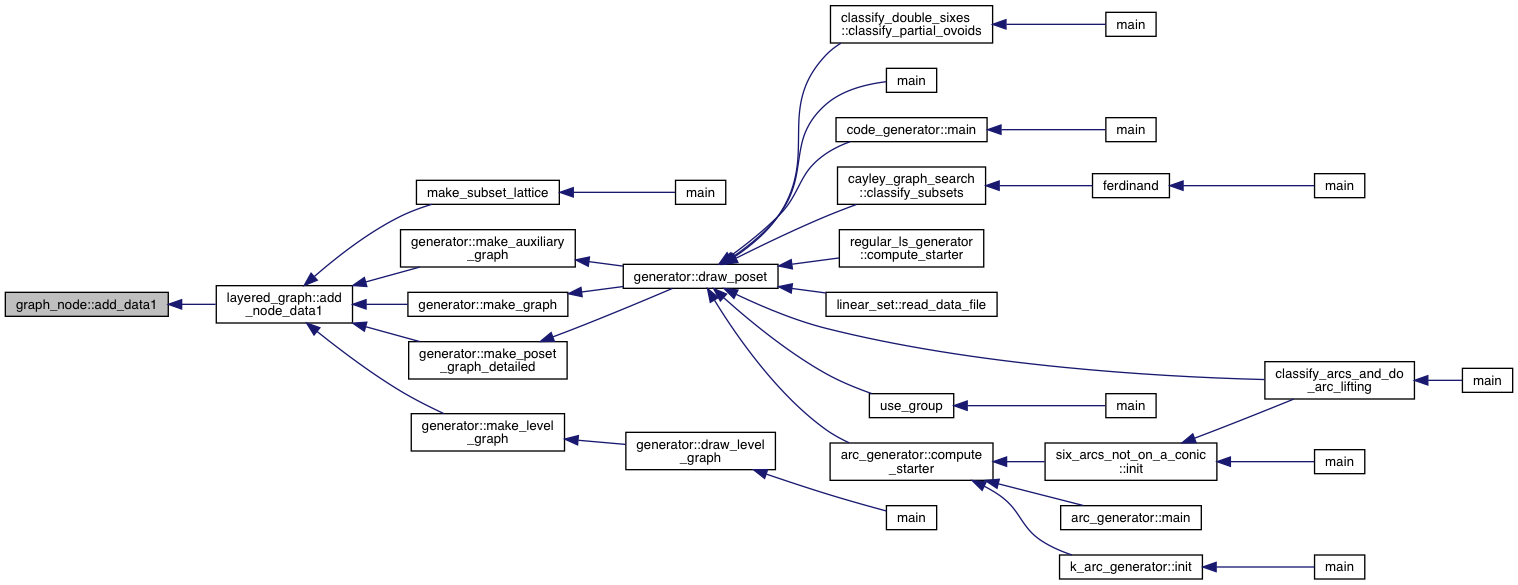 graph_node::add_data1
layered_graph::add
_node_data1
make_subset_lattice
main
generator::make_auxiliary
_graph
generator::make_graph
generator::make_poset
_graph_detailed
generator::make_level
_graph
generator::draw_poset
generator::draw_level
_graph
main
classify_double_sixes
::classify_partial_ovoids
main
main
code_generator::main
main
cayley_graph_search
::classify_subsets
ferdinand
main
regular_ls_generator
::compute_starter
linear_set::read_data_file
classify_arcs_and_do
_arc_lifting
main
use_group
main
arc_generator::compute
_starter
six_arcs_not_on_a_conic
::init
main
arc_generator::main
k_arc_generator::init
main